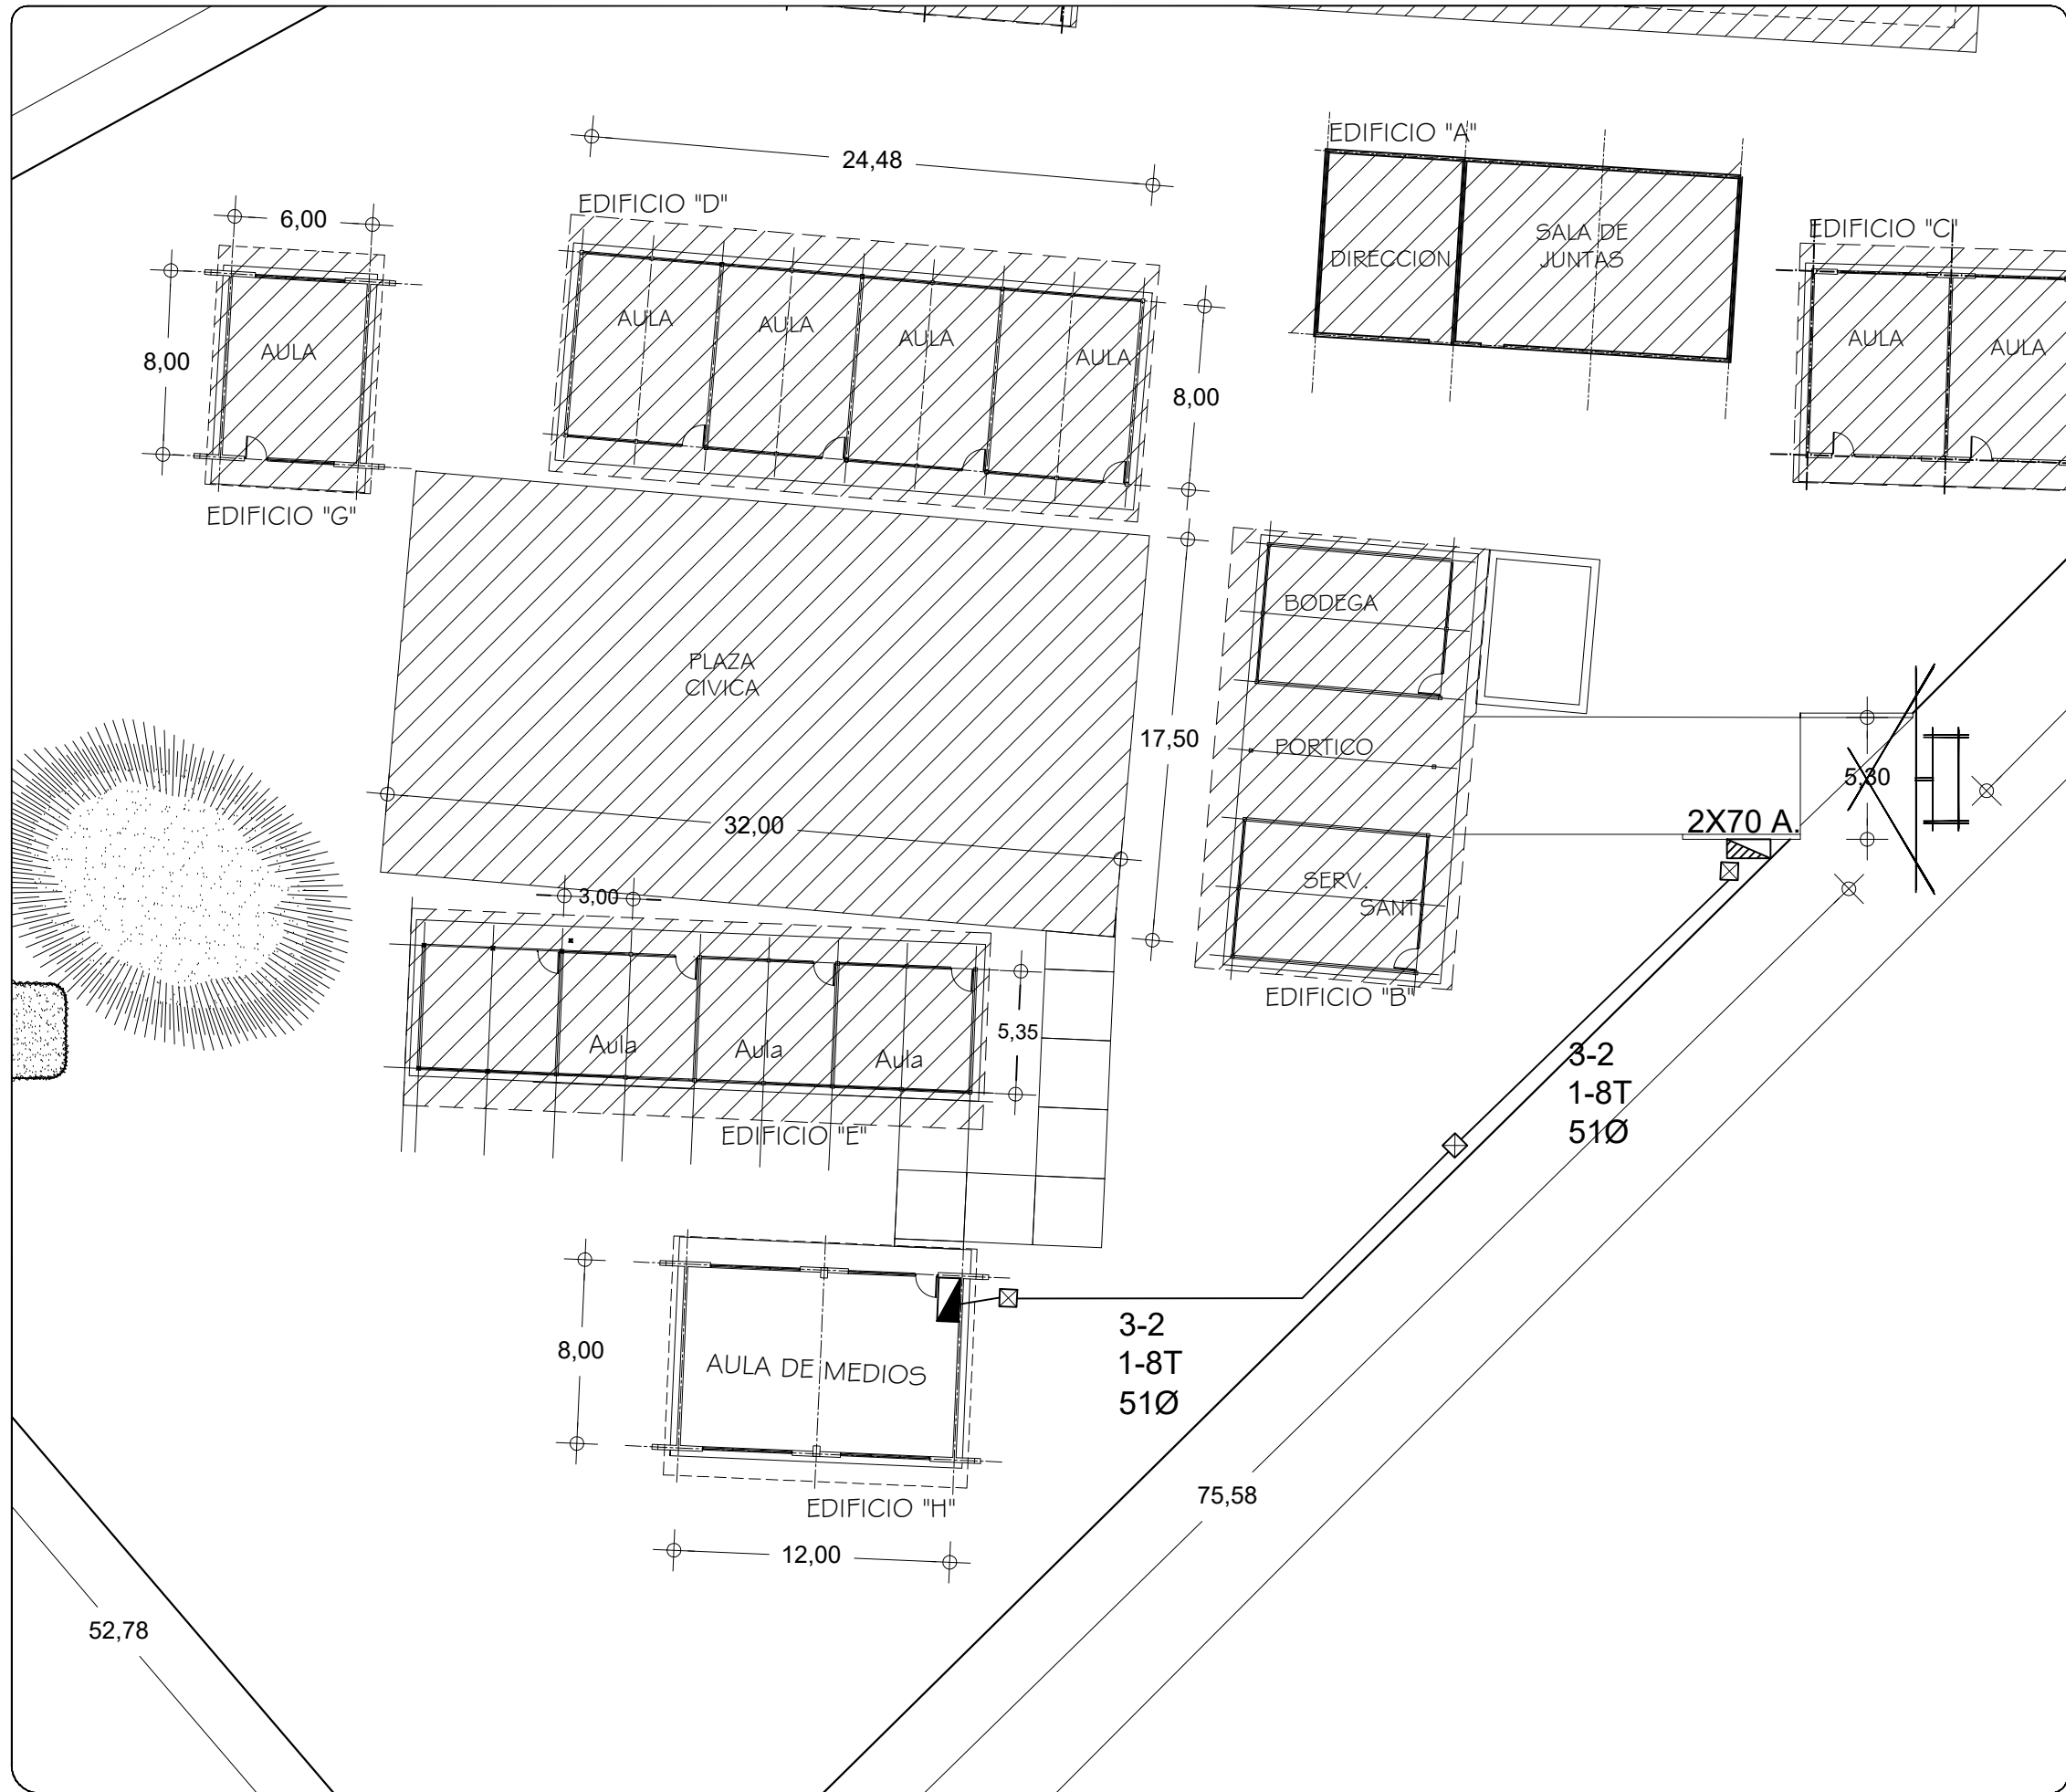 EDIFICIO "A"
24,48
EDIFICIO "D"
6,00
EDIFICIO "C"
SALA DE
JUNTAS
DIRECCION
AULA
AULA
AULA
AULA
AULA
AULA
AULA
8,00
8,00
EDIFICIO "G"
BODEGA
PLAZA
CIVICA
17,50
PORTICO
5,30
2X70 A.
32,00
SERV.
SANT
3,00
EDIFICIO "B"
5,35
Aula
Aula
Aula
3-2
1-8T
51Ø
EDIFICIO "E"
3-2
1-8T
51Ø
8,00
AULA DE MEDIOS
75,58
EDIFICIO "H"
12,00
52,78